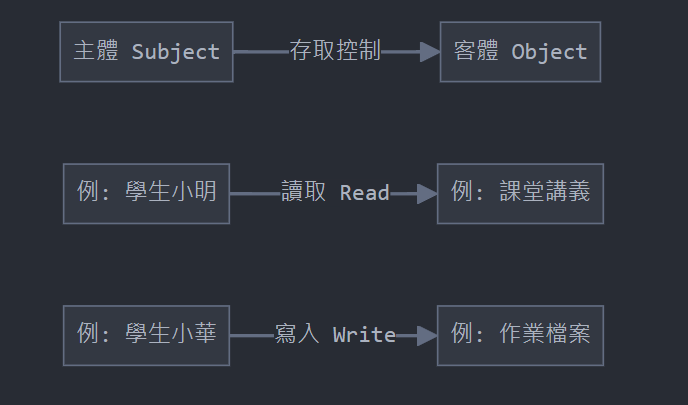 主體 Subject 存取控制 客體 Object
例: 學生小明 讀取 Read 例: 課堂講義
例: 學生小華 寫入 Write 例: 作業檔案